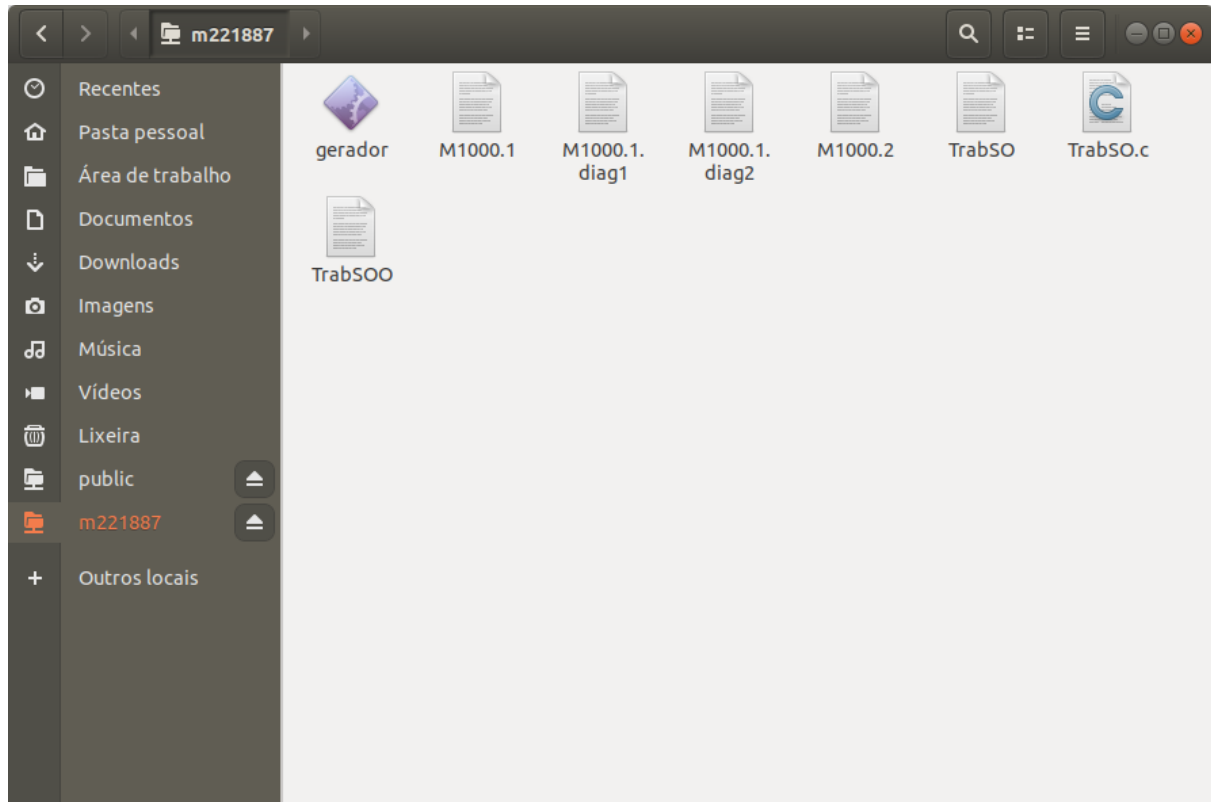 m221887
Recentes
Pasta pessoal
Área de trabalho
Documentos
Downloads
Imagens
Música
Vídeos
Lixeira
public
m221887
Outros locais
gerador
M1000.1
M1000.1.
diag1
M1000.1.
diag2
M1000.2
TrabSO
TrabSO.c
TrabSOO